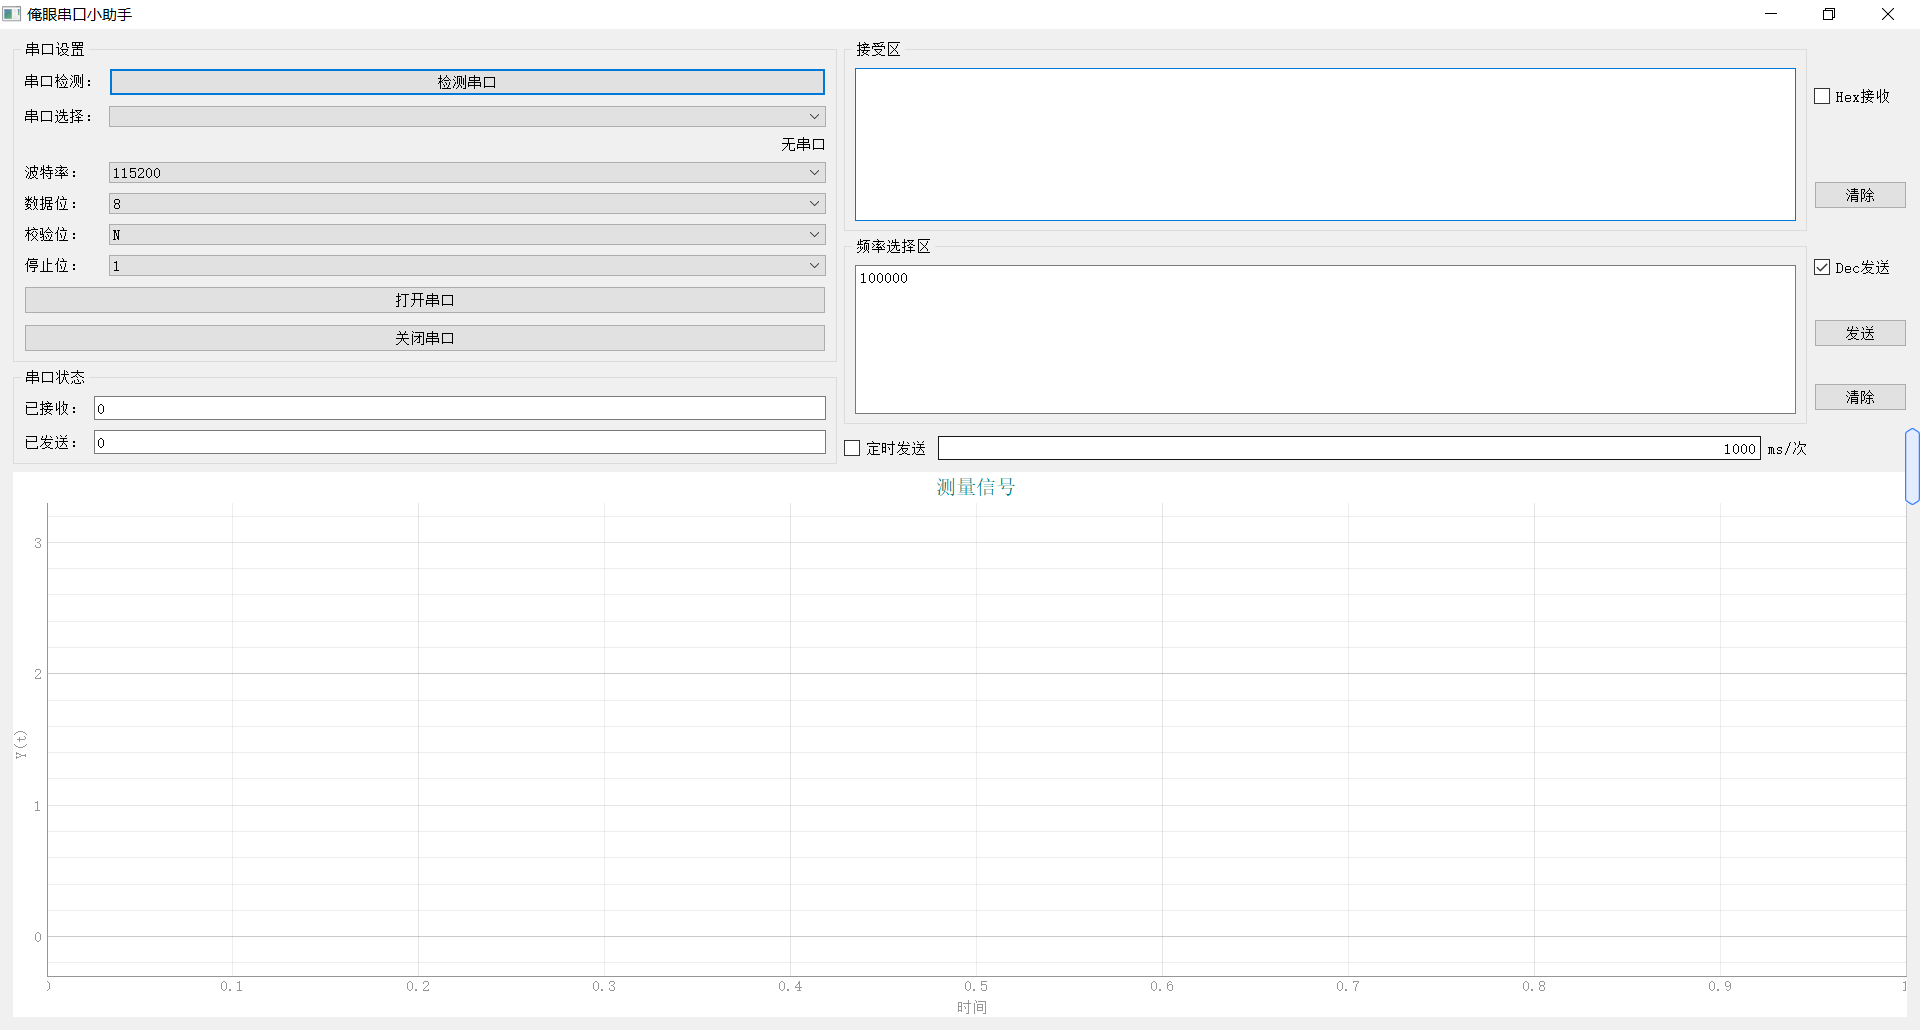 俺眼串口小助手
串口设置
串口检测： 检测串口
串口选择：
无串口
波特率： 115200
数据位： 8
校验位： N
停止位： 1
打开串口
关闭串口
串口状态
已接收： 0
已发送： 0
接受区
Hex接收
清除
频率选择区
100000
Dec发送
发送
清除
定时发送 1000 ms/次
测量信号
3
2
1
0
Y(t)
0 0.1 0.2 0.3 0.4 0.5 0.6 0.7 0.8 0.9 1
时间